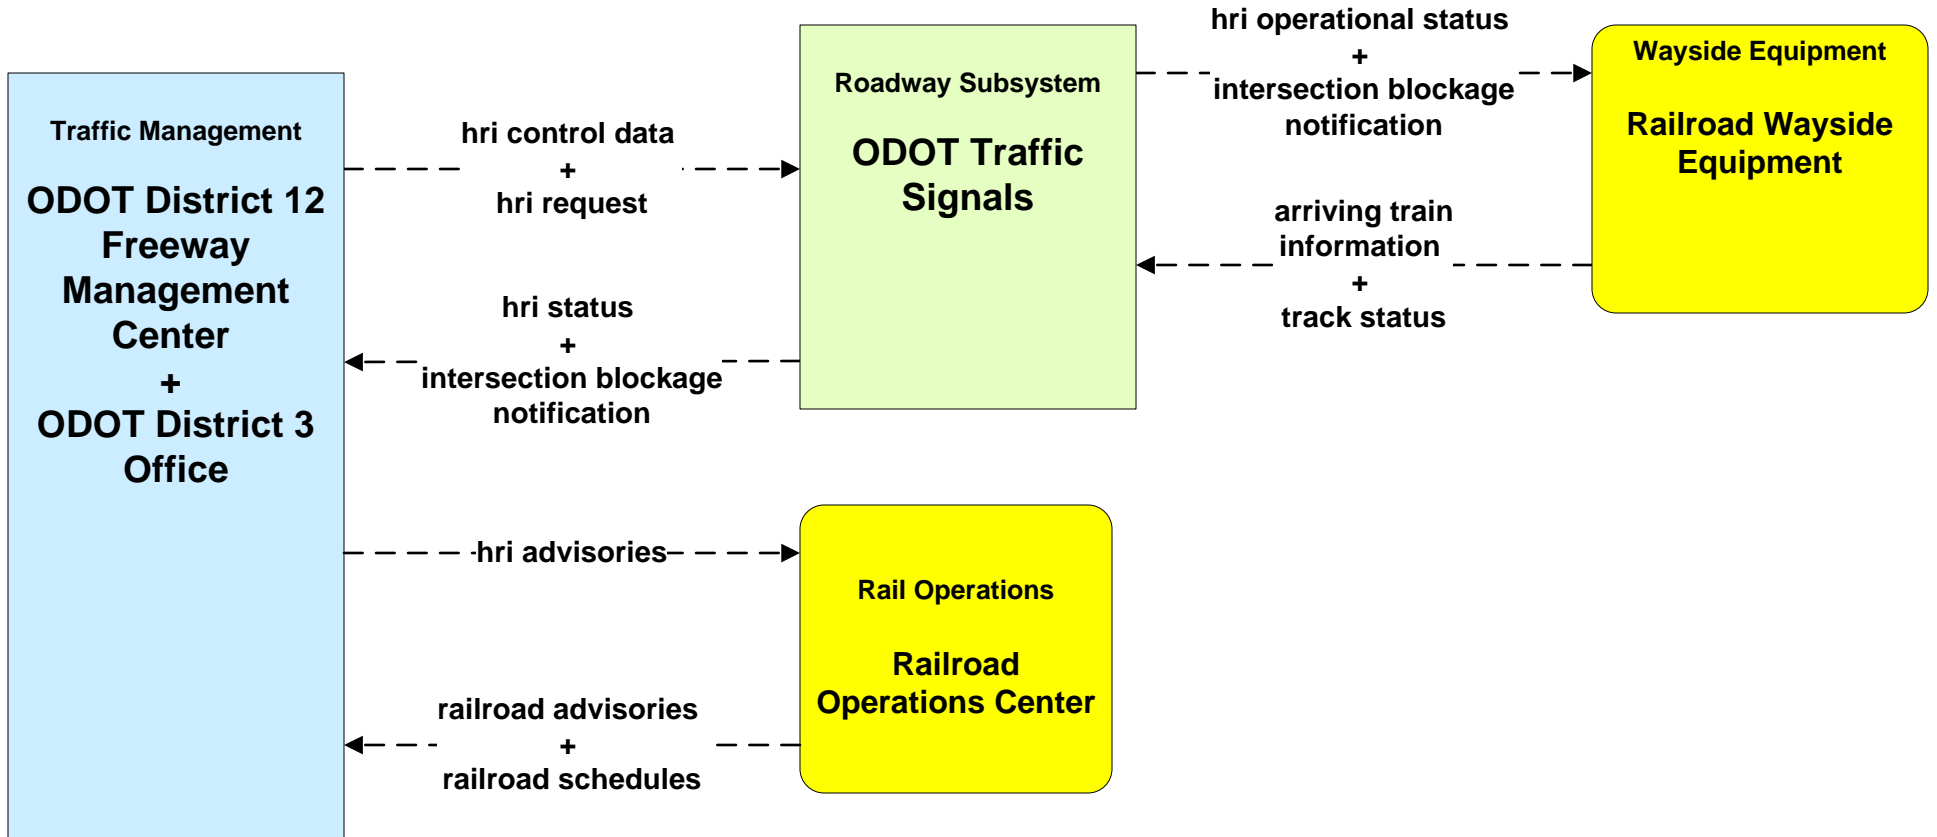 Traffic Management
ODOT District 12
Freeway
Management
Center
+
ODOT District 3
Office
hri control data
+
hri request
hri status
+
intersection blockage
notification
Roadway Subsystem
ODOT Traffic
Signals
hri operational status
+
intersection blockage
notification
arriving train
information
+
track status
Wayside Equipment
Railroad Wayside
Equipment
hri advisories
railroad advisories
+
railroad schedules
Rail Operations
Railroad
Operations Center